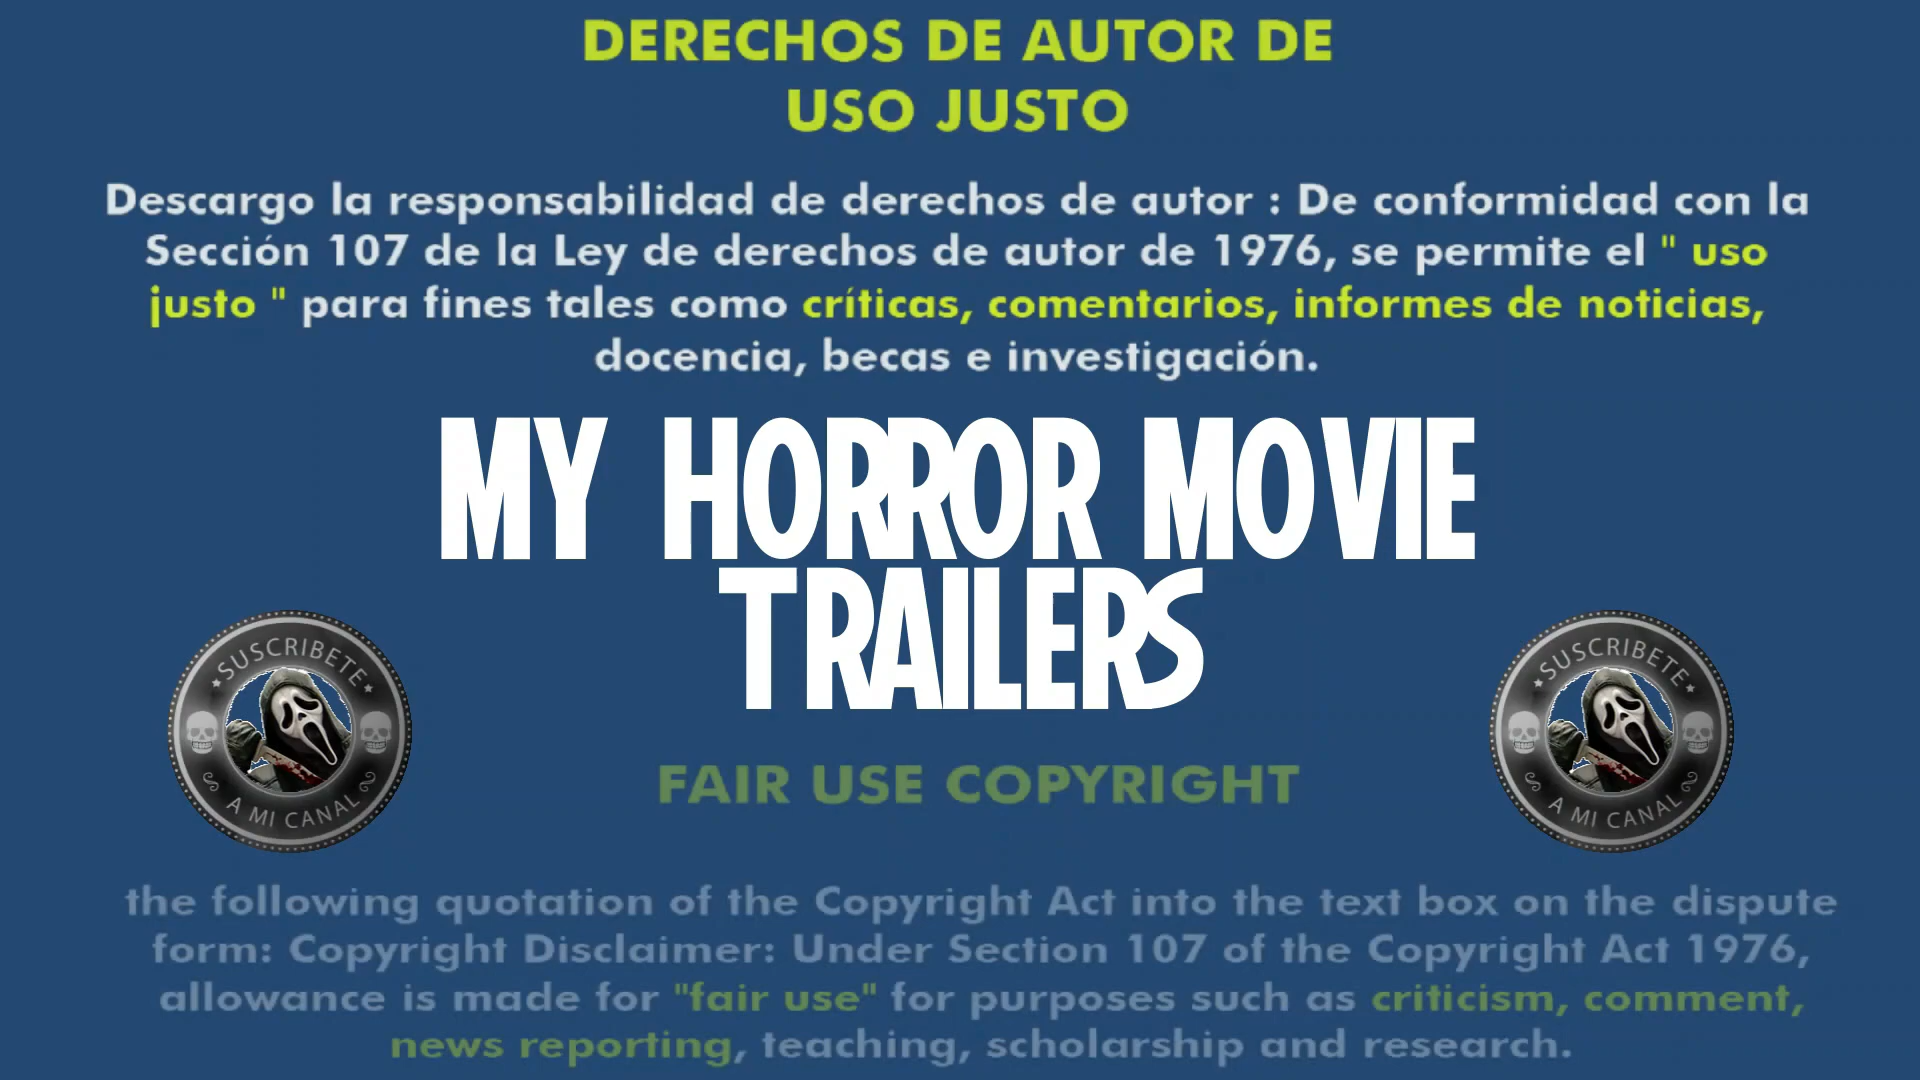 DERECHOS DE AUTOR DE
USO JUSTO
Descargo la responsabilidad de derechos de autor : De conformidad con la
Sección 107 de la Ley de derechos de autor de 1976, se permite el " uso
justo " para fines tales como críticas, comentarios, informes de noticias,
docencia, becas e investigación.
MY HORROR MOVIE
TRAILERS
SUSCRIBETE
A MI CANAL
SUSCRIBETE
A MI CANAL
FAIR USE COPYRIGHT
the following quotation of the Copyright Act into the text box on the dispute
form: Copyright Disclaimer: Under Section 107 of the Copyright Act 1976,
allowance is made for "fair use" for purposes such as criticism, comment,
news reporting, teaching, scholarship and research.